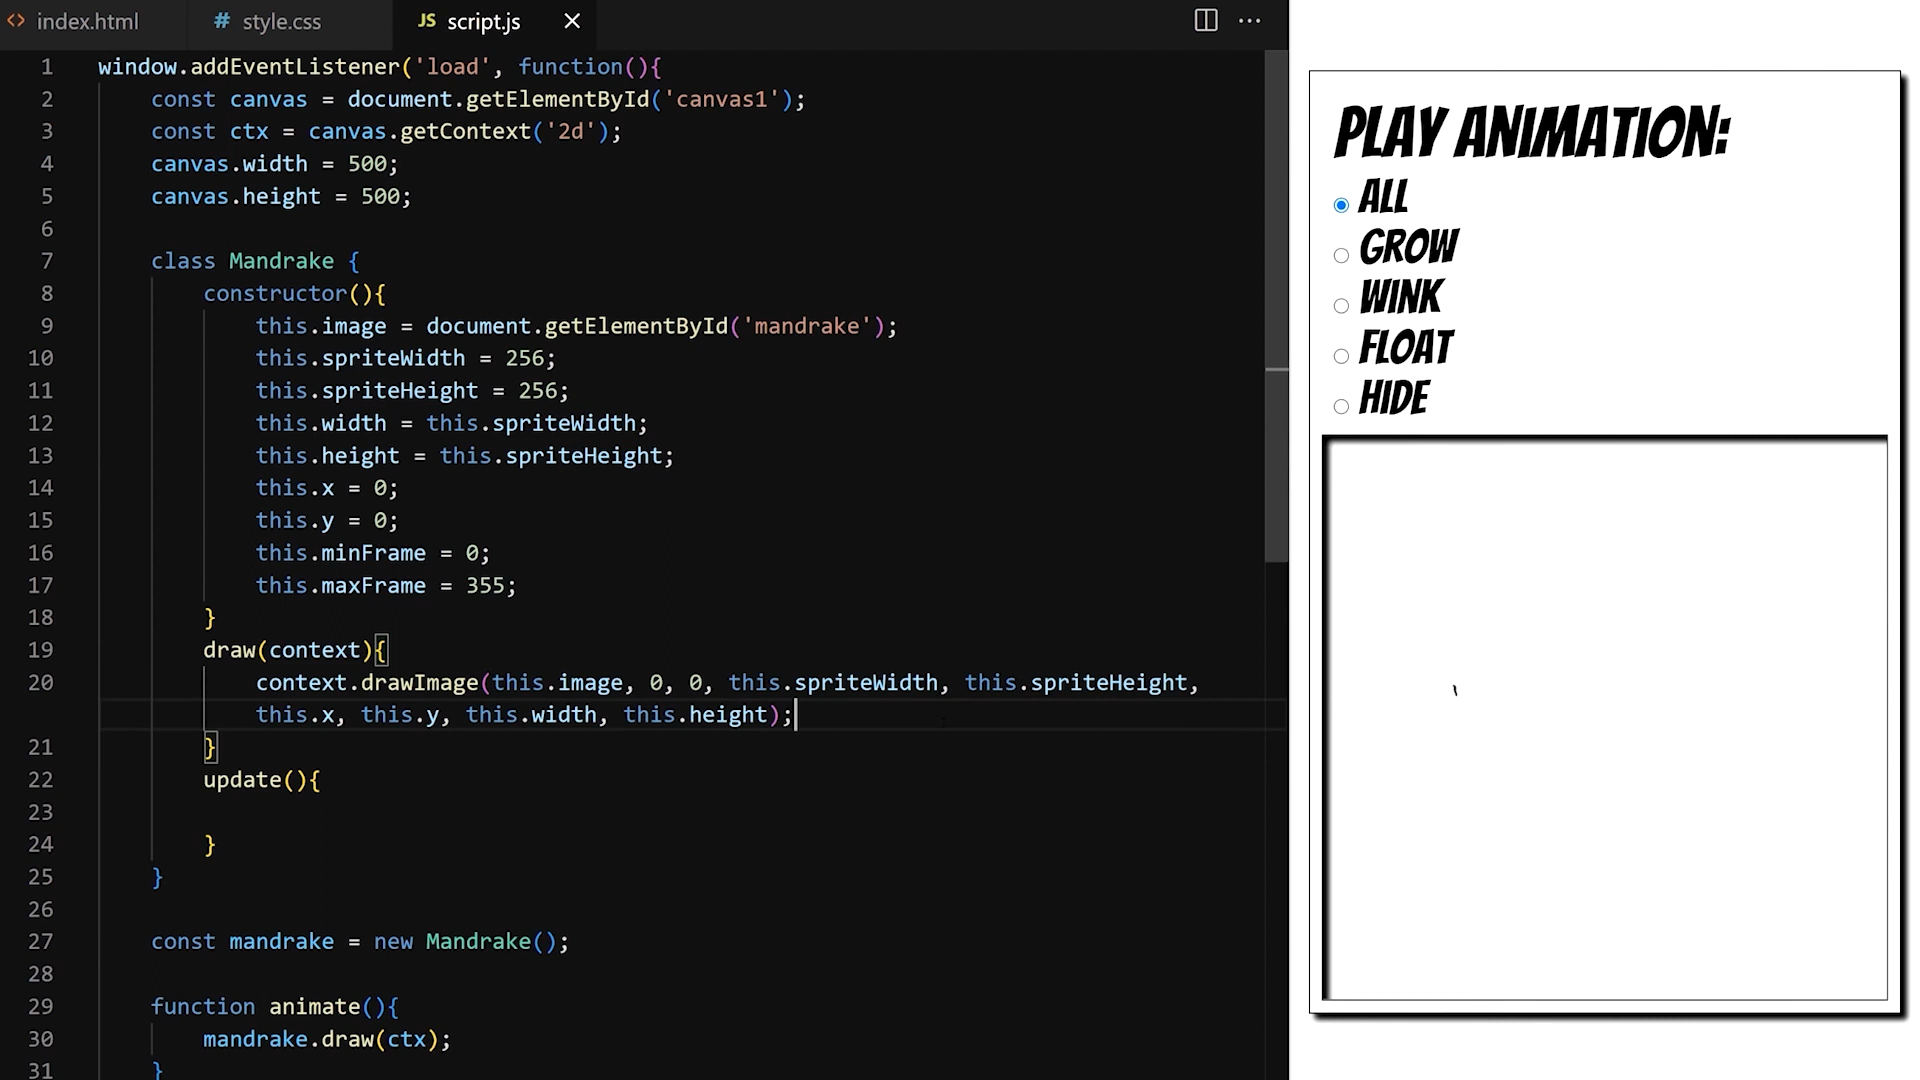 index.html
# style.css
JS script.js
1 window.addEventListener('load', function(){
2 const canvas = document.getElementById('canvas1');
3 const ctx = canvas.getContext('2d');
4 canvas.width = 500;
5 canvas.height = 500;
6
7 class Mandrake {
8 constructor(){
9 this.image = document.getElementById('mandrake');
10 this.spriteWidth = 256;
11 this.spriteHeight = 256;
12 this.width = this.spriteWidth;
13 this.height = this.spriteHeight;
14 this.x = 0;
15 this.y = 0;
16 this.minFrame = 0;
17 this.maxFrame = 355;
18 }
19 draw(context){
20 context.drawImage(this.image, 0, 0, this.spriteWidth, this.spriteHeight,
this.x, this.y, this.width, this.height);
21 }
22 update(){
23
24 }
25 }
26
27 const mandrake = new Mandrake();
28
29 function animate(){
30 mandrake.draw(ctx);
31 }
PLAY ANIMATION:
ALL
GROW
WINK
FLOAT
HIDE